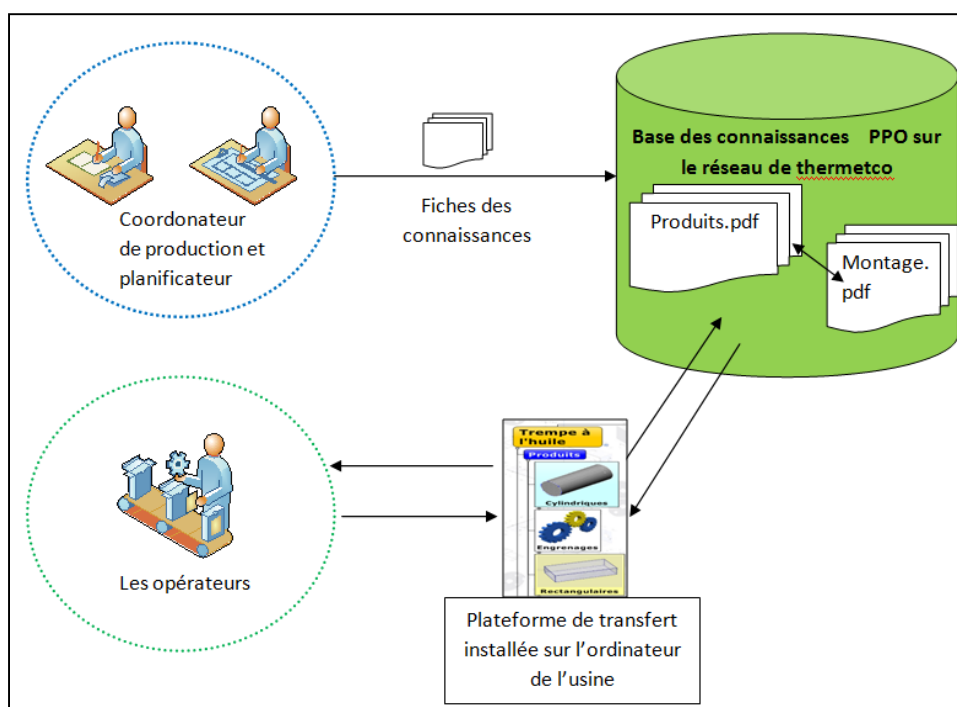 Coordonateur
de production et
planificateur
Fiches des
connaissances
Base des connaissances PPO sur
le réseau de thermetco
Produits.pdf
Montage.
pdf
Les opérateurs
Trempe à
l'huile
Produits
Cylindriques
Engrenages
Rectangulaires
Plateforme de transfert
installée sur l'ordinateur
de l'usine